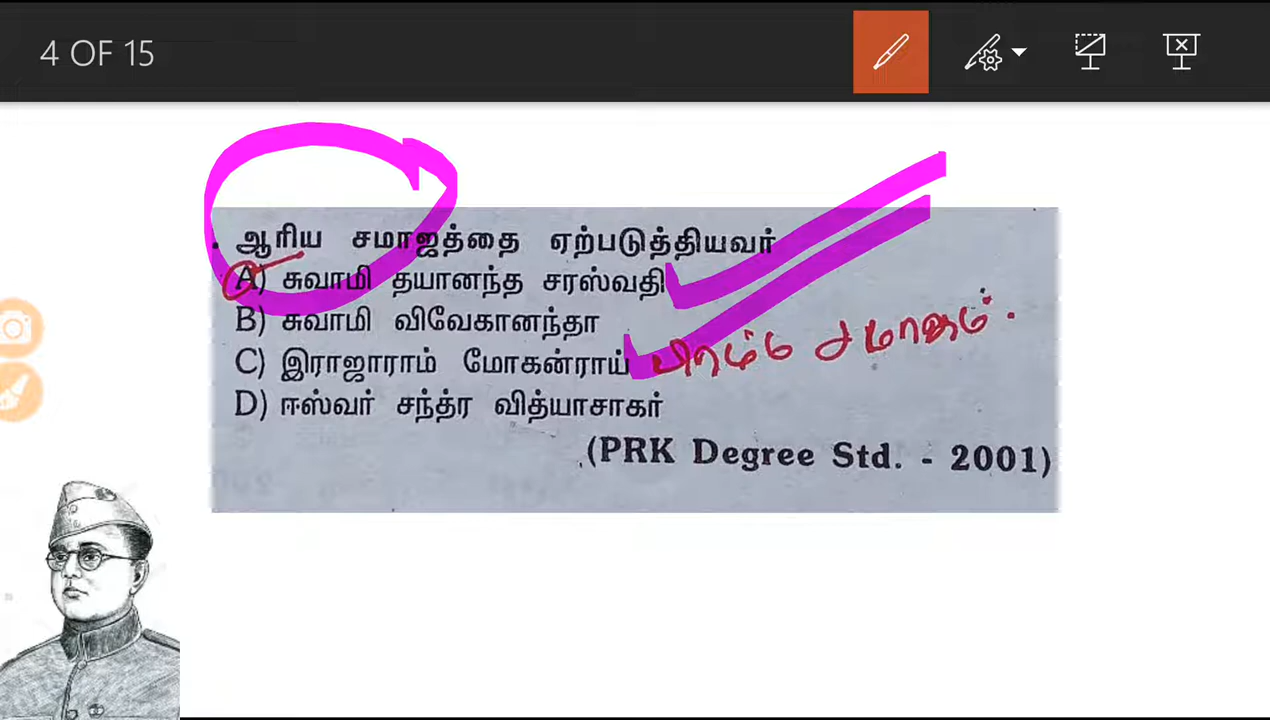 4 OF 15
. ஆரிய சமாஜத்தை ஏற்படுத்தியவர்
A) சுவாமி தயானந்த சரஸ்வதி
B) சுவாமி விவேகானந்தா
C) இராஜாராம் மோகன்ராய் பிரம்ம சமாஜம்.
D) ஈஸ்வர் சந்த்ர வித்யாசாகர்
(PRK Degree Std. - 2001)